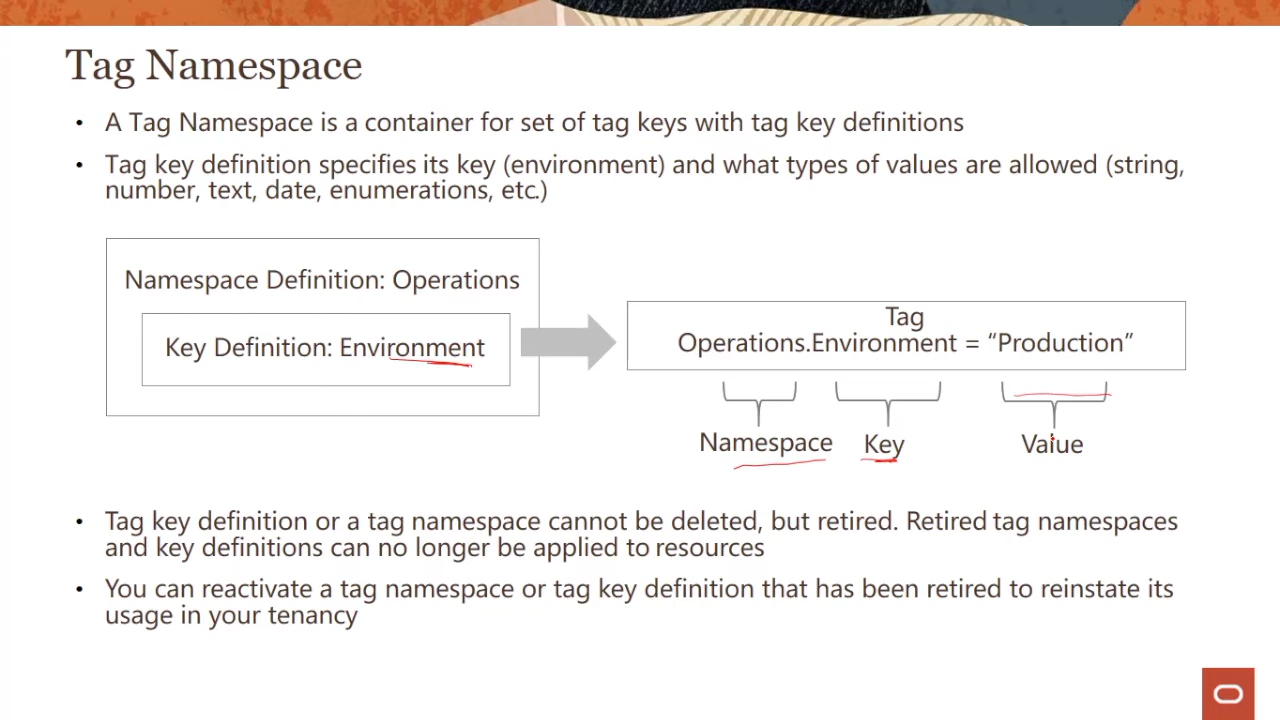 Tag Namespace
• A Tag Namespace is a container for set of tag keys with tag key definitions
• Tag key definition specifies its key (environment) and what types of values are allowed (string,
number, text, date, enumerations, etc.)
Namespace Definition: Operations
Key Definition: Environment
Tag
Operations.Environment = “Production”
Namespace
Key
Value
• Tag key definition or a tag namespace cannot be deleted, but retired. Retired tag namespaces
and key definitions can no longer be applied to resources
• You can reactivate a tag namespace or tag key definition that has been retired to reinstate its
usage in your tenancy